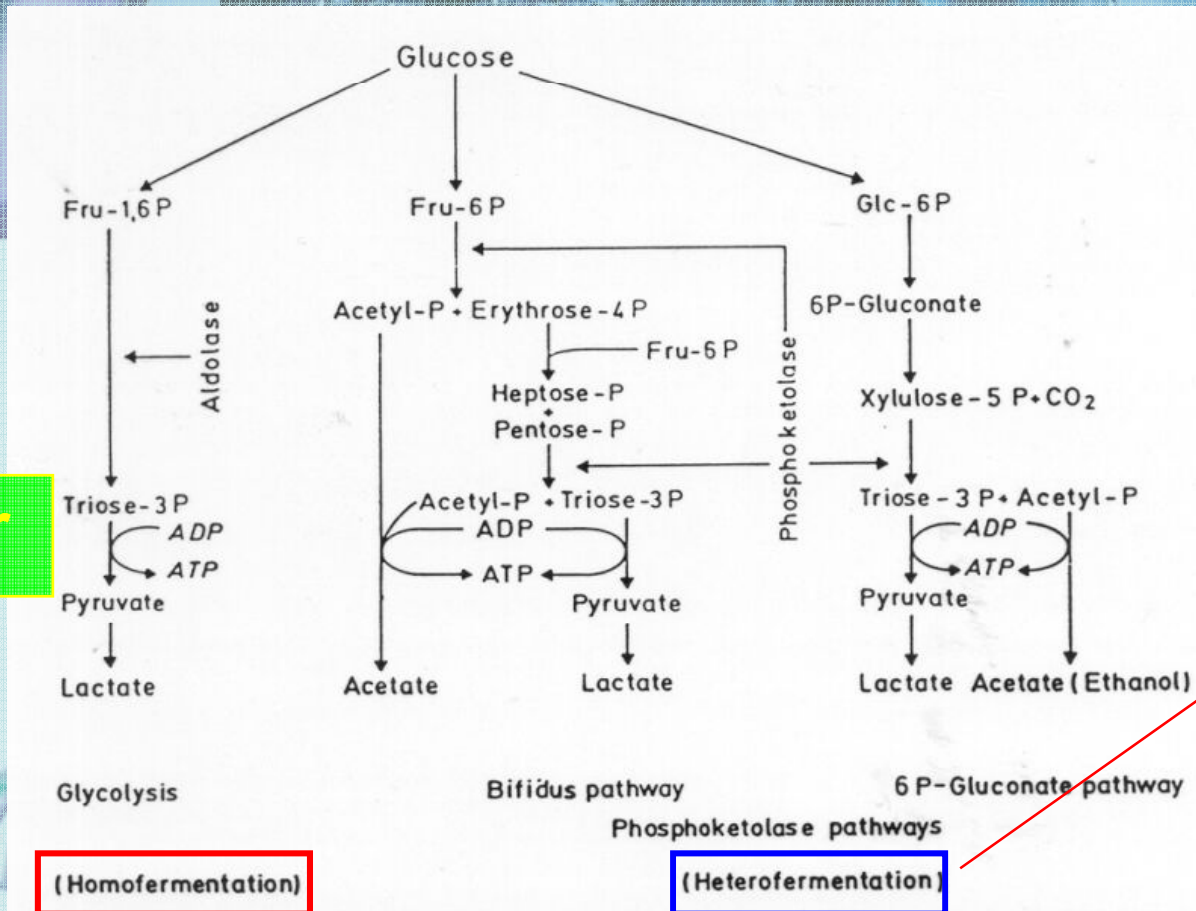 Glucose
Fru-1,6P
Fru-6P
Glc-6P
Aldolase
Acetyl-P + Erythrose-4P
Fru-6P
Heptose-P
+
Pentose-P
Phosphoketolase
6P-Gluconate
Xylulose-5 P+CO₂
Triose-3P
ADP
ATP
Pyruvate
Lactate
Acetyl-P + Triose-3P
ADP
ATP
Pyruvate
Acetate
Lactate
Triose-3P+Acetyl-P
ADP
ATP
Pyruvate
Lactate
Acetate(Ethanol)
Glycolysis
Bifidus pathway
6P-Gluconate pathway
Phosphoketolase pathways
(Homofermentation)
(Heterofermentation)